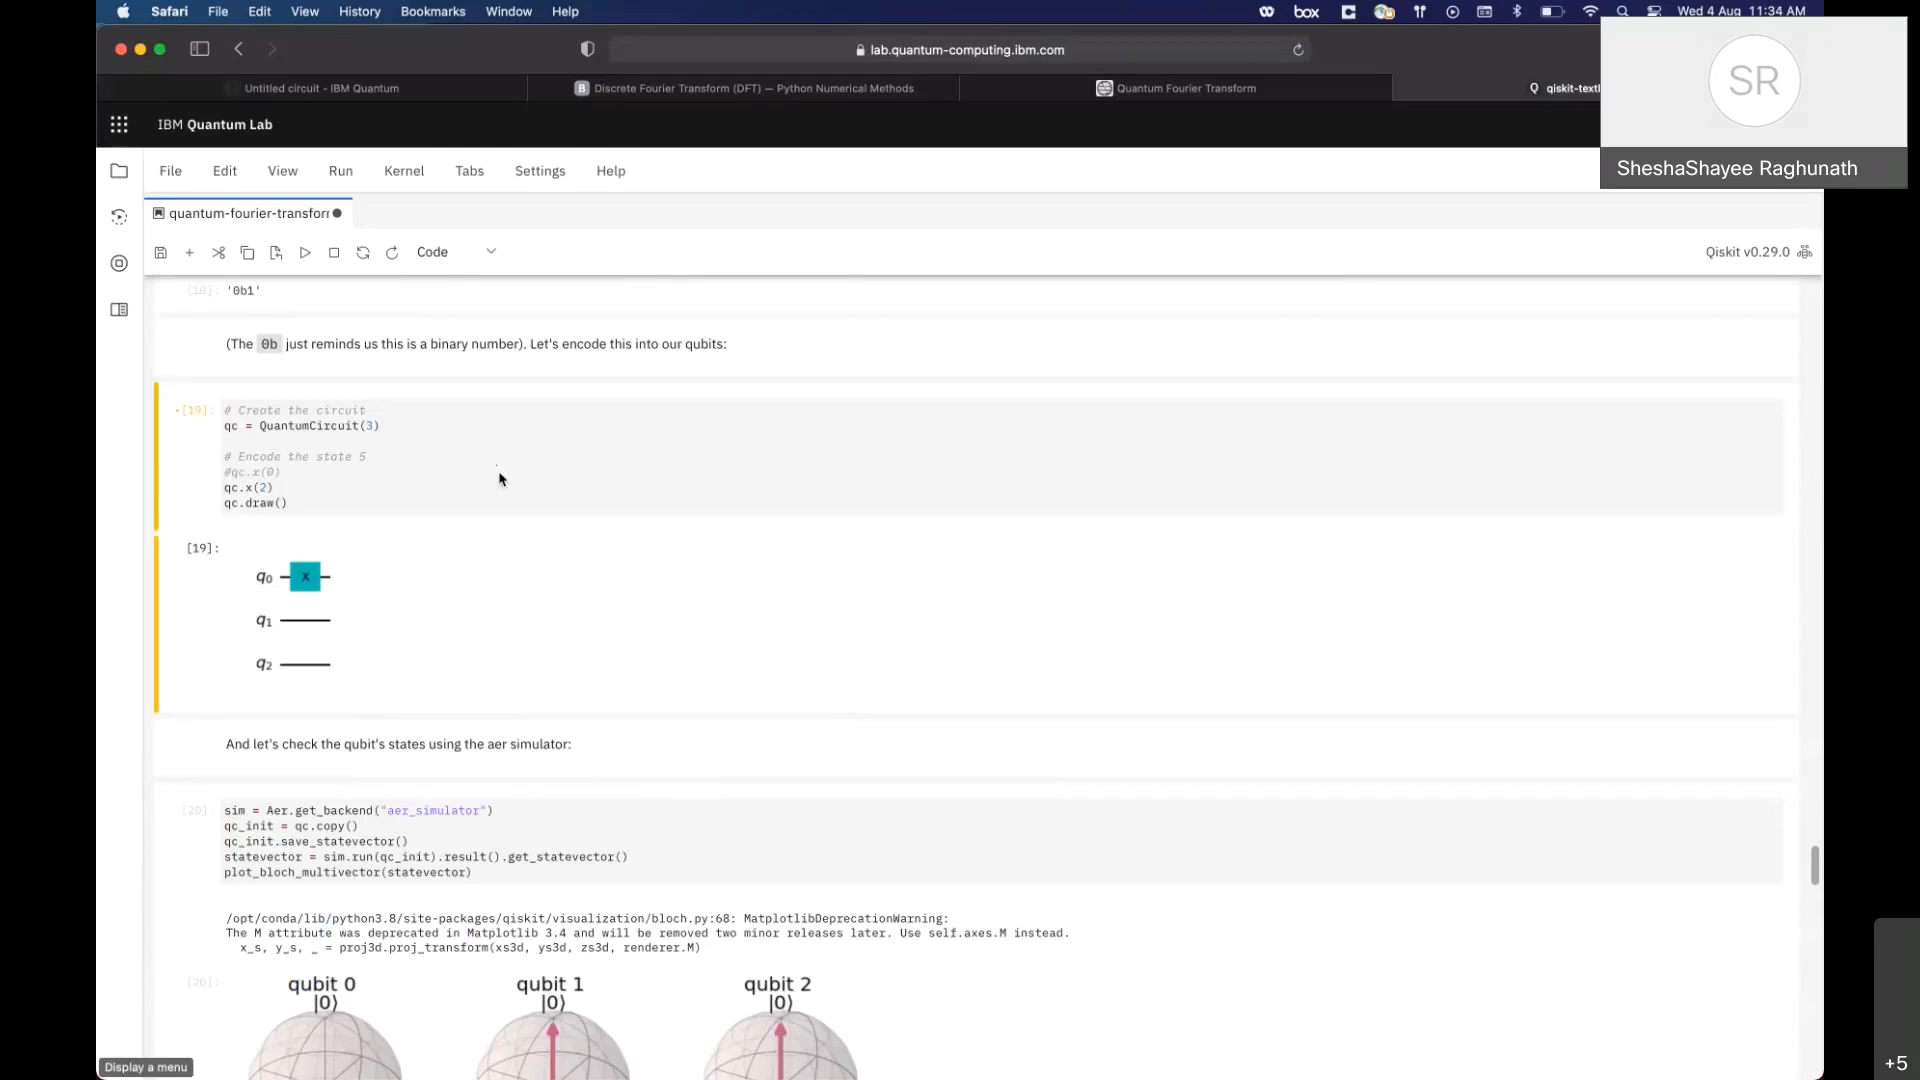 Safari File Edit View History Bookmarks Window Help
box
Wed 4 Aug 11:34 AM
lab.quantum-computing.ibm.com
Untitled circuit - IBM Quantum
B Discrete Fourier Transform (DFT) — Python Numerical Methods
Quantum Fourier Transform
Q qiskit-text
SR
SheshaShayee Raghunath
IBM Quantum Lab
File Edit View Run Kernel Tabs Settings Help
quantum-fourier-transforr
Code
Qiskit v0.29.0
[18]: '0b1'
(The 0b just reminds us this is a binary number). Let's encode this into our qubits:
•[19]: # Create the circuit
qc = QuantumCircuit(3)
# Encode the state 5
#qc.x(0)
qc.x(2)
qc.draw()
[19]:
q0 X
q1
q2
And let's check the qubit's states using the aer simulator:
[20]: sim = Aer.get_backend("aer_simulator")
qc_init = qc.copy()
qc_init.save_statevector()
statevector = sim.run(qc_init).result().get_statevector()
plot_bloch_multivector(statevector)
/opt/conda/lib/python3.8/site-packages/qiskit/visualization/bloch.py:68: MatplotlibDeprecationWarning:
The M attribute was deprecated in Matplotlib 3.4 and will be removed two minor releases later. Use self.axes.M instead.
x_s, y_s, _ = proj3d.proj_transform(xs3d, ys3d, zs3d, renderer.M)
[20]:
qubit 0 qubit 1 qubit 2
|0⟩ |0⟩ |0⟩
Display a menu
+5